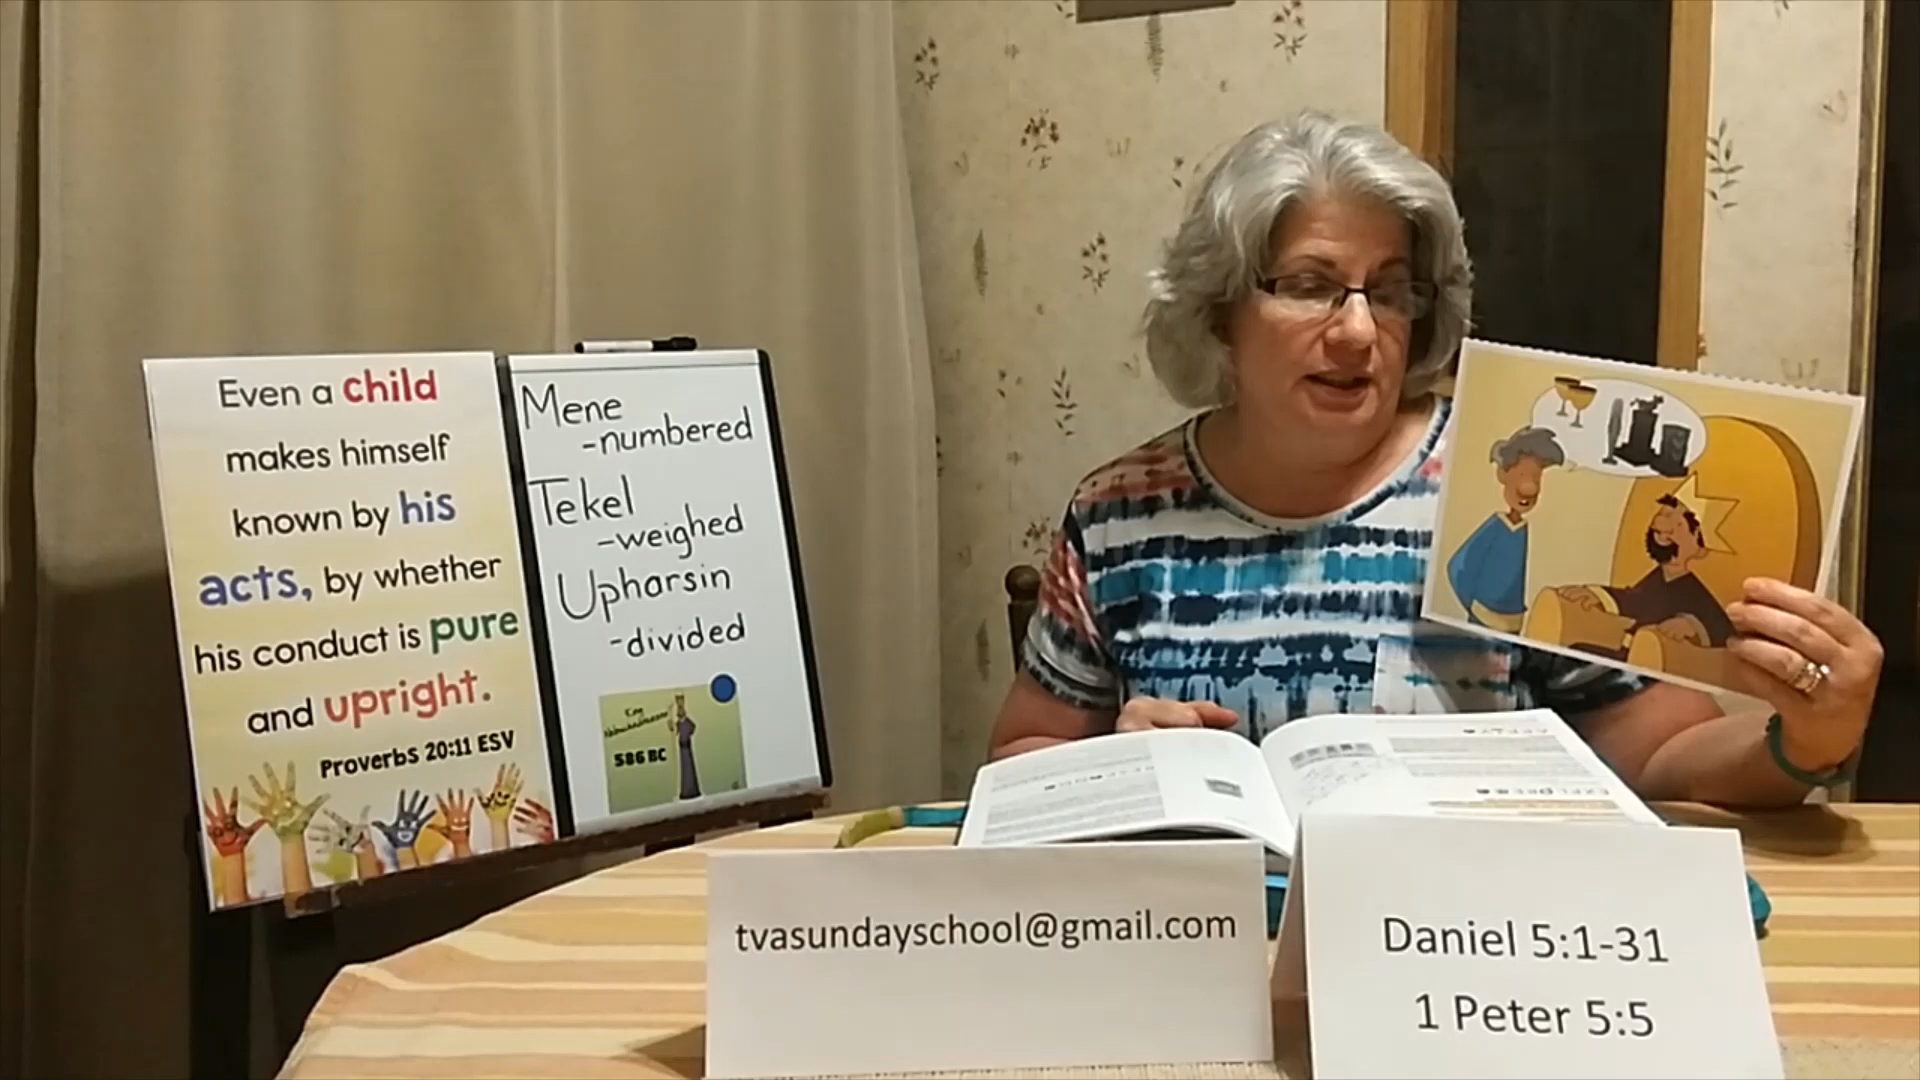 Even a child
makes himself
known by his
acts, by whether
his conduct is pure
and upright.
Proverbs 20:11 ESV
Mene
-numbered
Tekel
-weighed
Upharsin
-divided
King
586 BC
tvasundayschool@gmail.com
Daniel 5:1-31
1 Peter 5:5